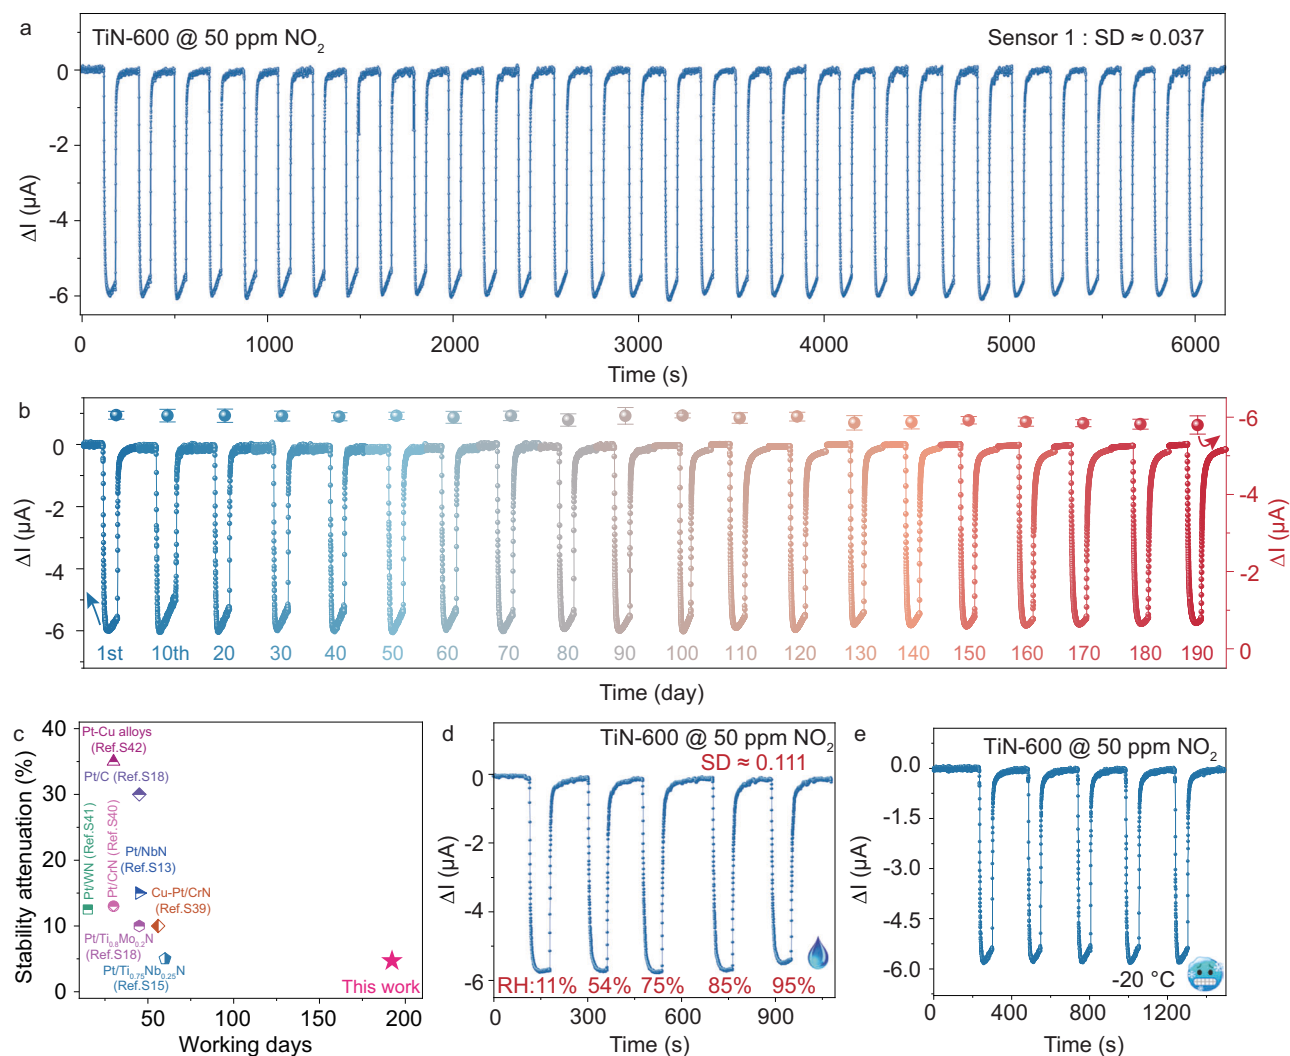 a
TiN-600 @ 50 ppm NO₂
Sensor 1 : SD ≈ 0.037
0
-2
-4
-6
ΔI (μA)
0 1000 2000 3000 4000 5000 6000
Time (s)
b
0
-2
-4
-6
ΔI (μA)
-6
-4
-2
0
ΔI (μA)
1st 10th 20 30 40 50 60 70 80 90 100 110 120 130 140 150 160 170 180 190
Time (day)
c
40
30
20
10
0
Stability attenuation (%)
Pt-Cu alloys
(Ref.S42)
Pt/C (Ref.S18)
Pt/WN (Ref.S41)
Pt/CrN (Ref.S40)
Pt/NbN
(Ref.S13)
Cu-Pt/CrN
(Ref.S39)
Pt/Ti₀.₈Mo₀.₂N
(Ref.S18)
Pt/Ti₀.₇₅Nb₀.₂₅N
(Ref.S15)
This work
50 100 150 200
Working days
d
TiN-600 @ 50 ppm NO₂
SD ≈ 0.111
0
-2
-4
-6
ΔI (μA)
RH:11% 54% 75% 85% 95%
0 300 600 900
Time (s)
e
TiN-600 @ 50 ppm NO₂
0.0
-1.5
-3.0
-4.5
-6.0
ΔI (μA)
-20 °C
0 400 800 1200
Time (s)